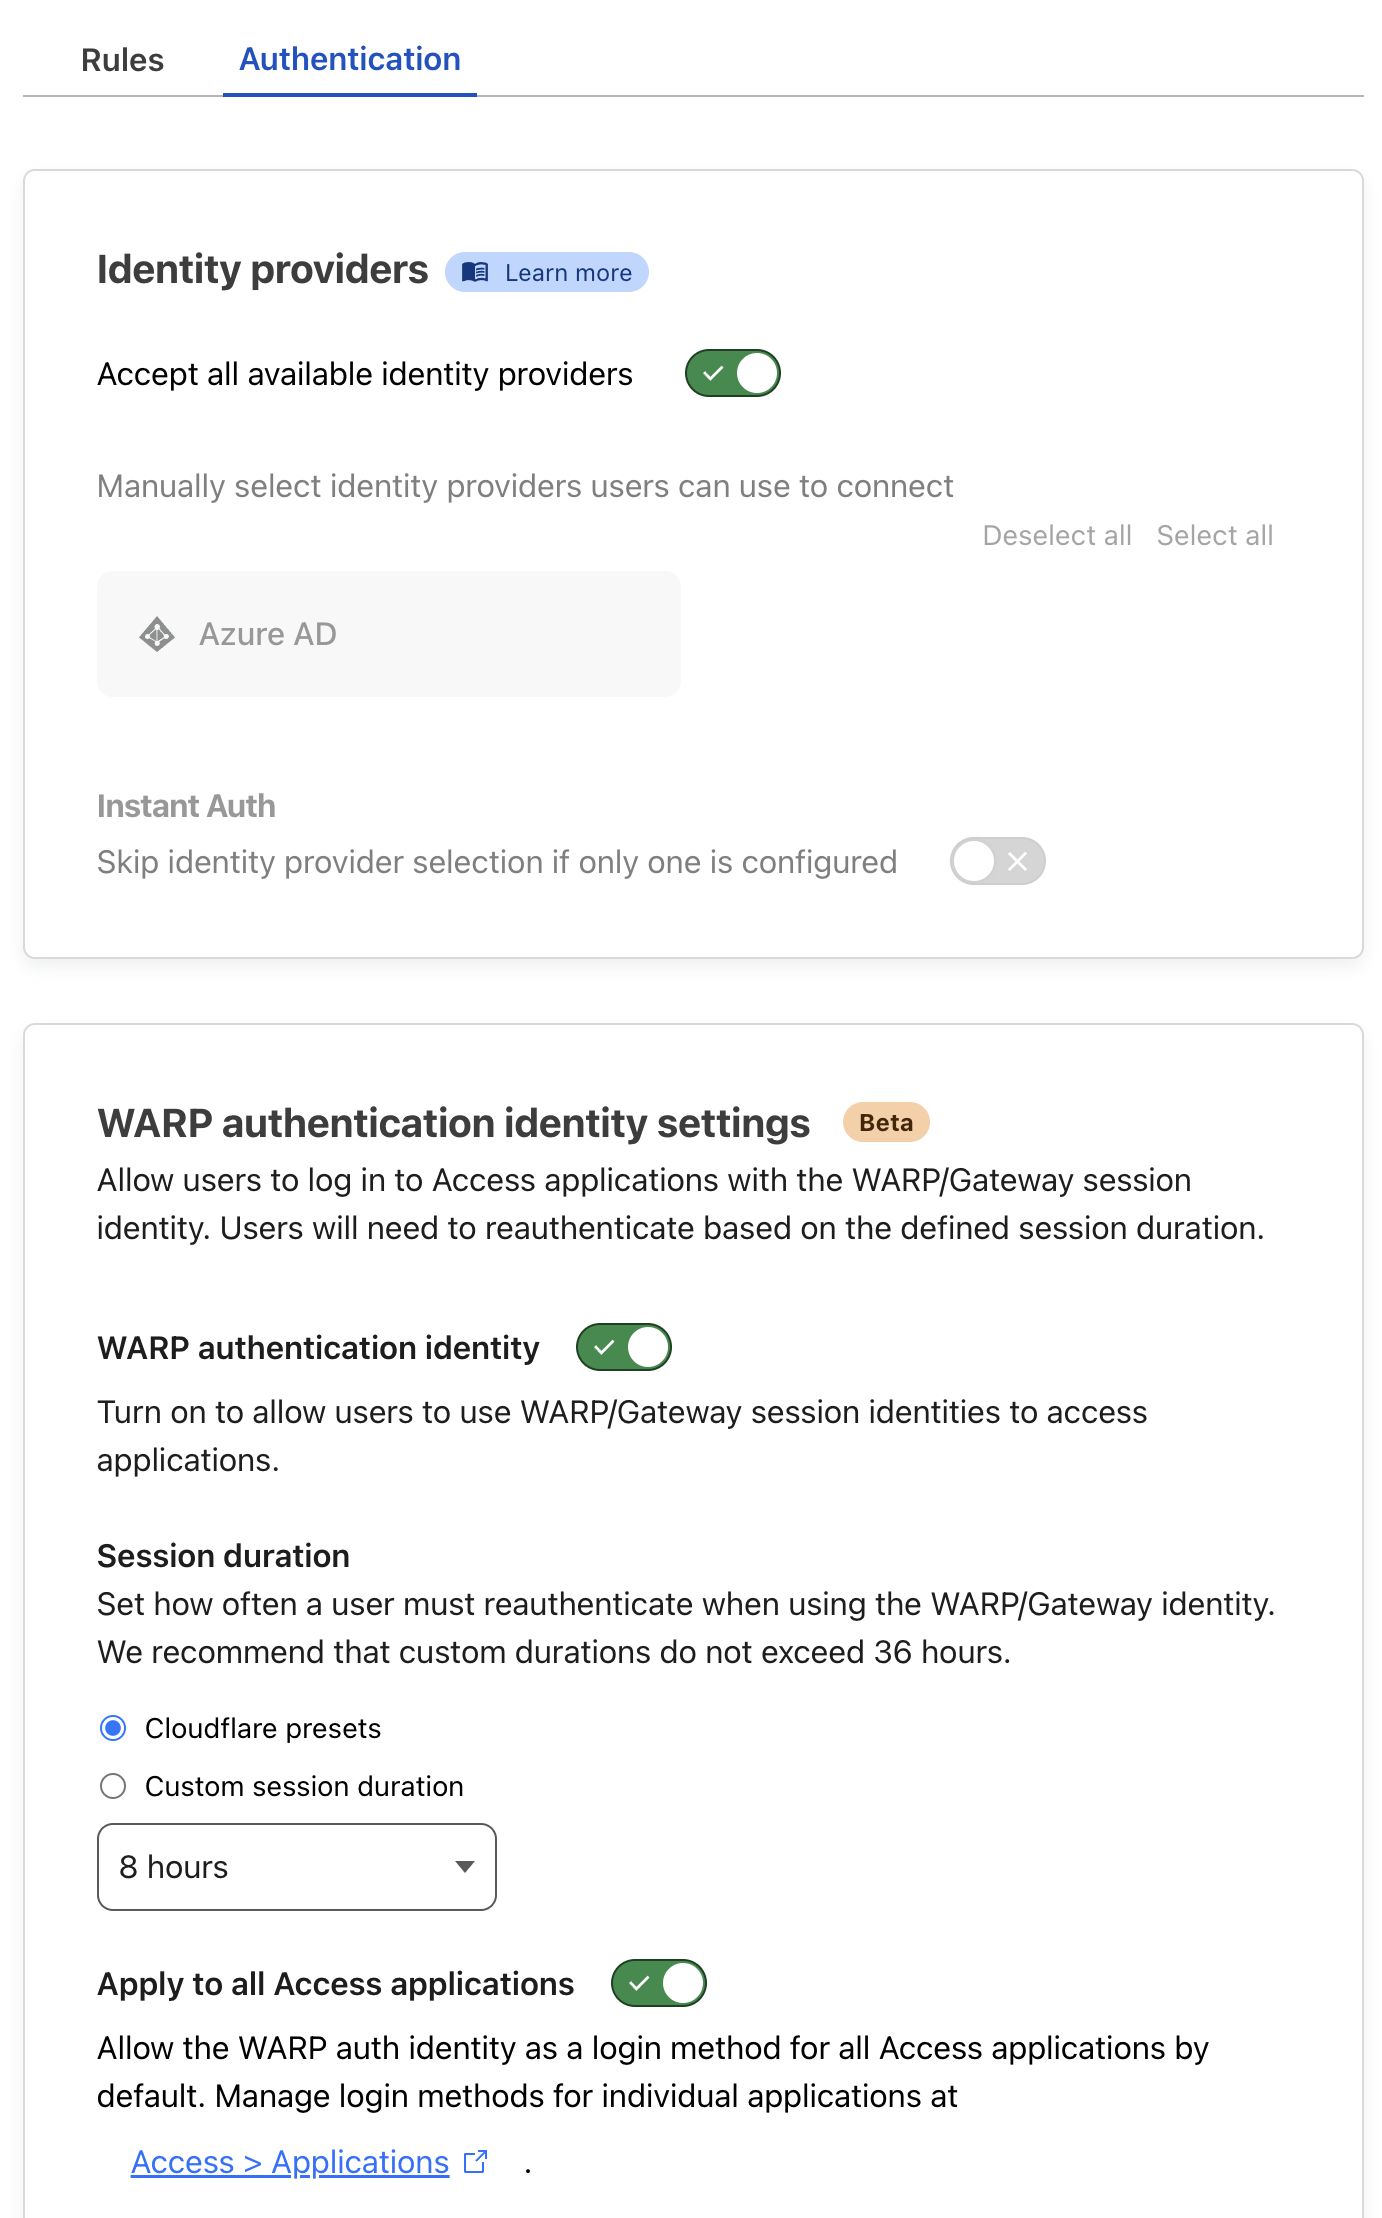 Rules Authentication
Identity providers Learn more
Accept all available identity providers
Manually select identity providers users can use to connect
Deselect all Select all
Azure AD
Instant Auth
Skip identity provider selection if only one is configured
WARP authentication identity settings Beta
Allow users to log in to Access applications with the WARP/Gateway session
identity. Users will need to reauthenticate based on the defined session duration.
WARP authentication identity
Turn on to allow users to use WARP/Gateway session identities to access
applications.
Session duration
Set how often a user must reauthenticate when using the WARP/Gateway identity.
We recommend that custom durations do not exceed 36 hours.
Cloudflare presets
Custom session duration
8 hours
Apply to all Access applications
Allow the WARP auth identity as a login method for all Access applications by
default. Manage login methods for individual applications at
Access > Applications .